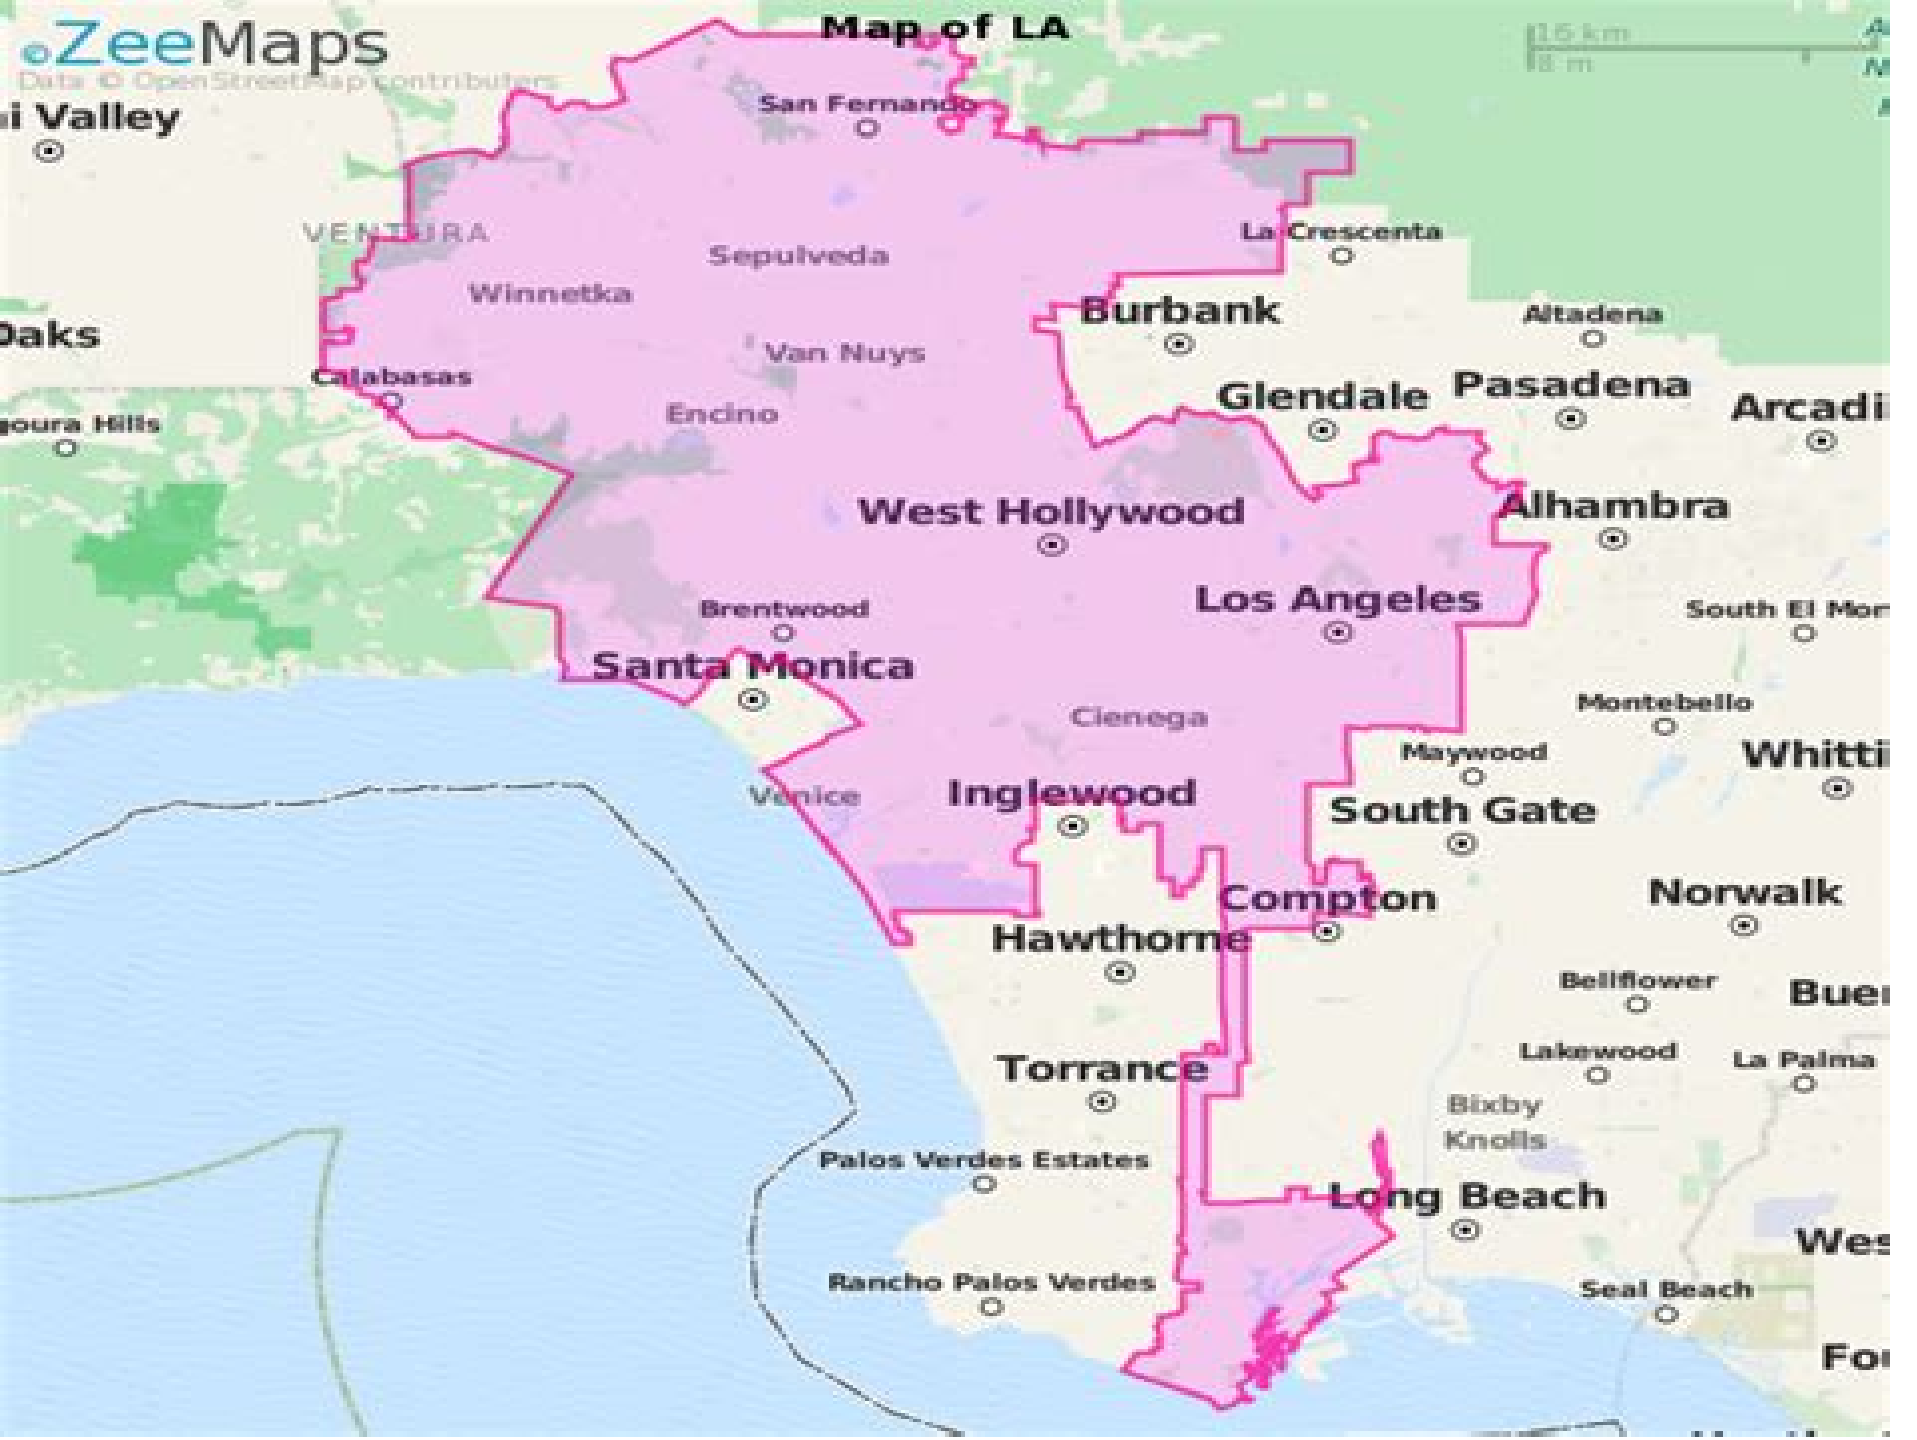 ©ZeeMaps
Data © OpenStreetMap contributers
Map of LA
16 km
8 m
i Valley
San Fernando
VENTURA
La Crescenta
Sepulveda
Winnetka
Burbank
Altadena
Oaks
Van Nuys
Calabasas
Glendale
Pasadena
Arcadi
Encino
goura Hills
West Hollywood
Alhambra
Los Angeles
Brentwood
South El Mon
Santa Monica
Montebello
Cienega
Maywood
Whitti
Venice
Inglewood
South Gate
Compton
Norwalk
Hawthorne
Bellflower
Buen
Torrance
Lakewood
La Palma
Bixby
Knolls
Palos Verdes Estates
Long Beach
Wes
Rancho Palos Verdes
Seal Beach